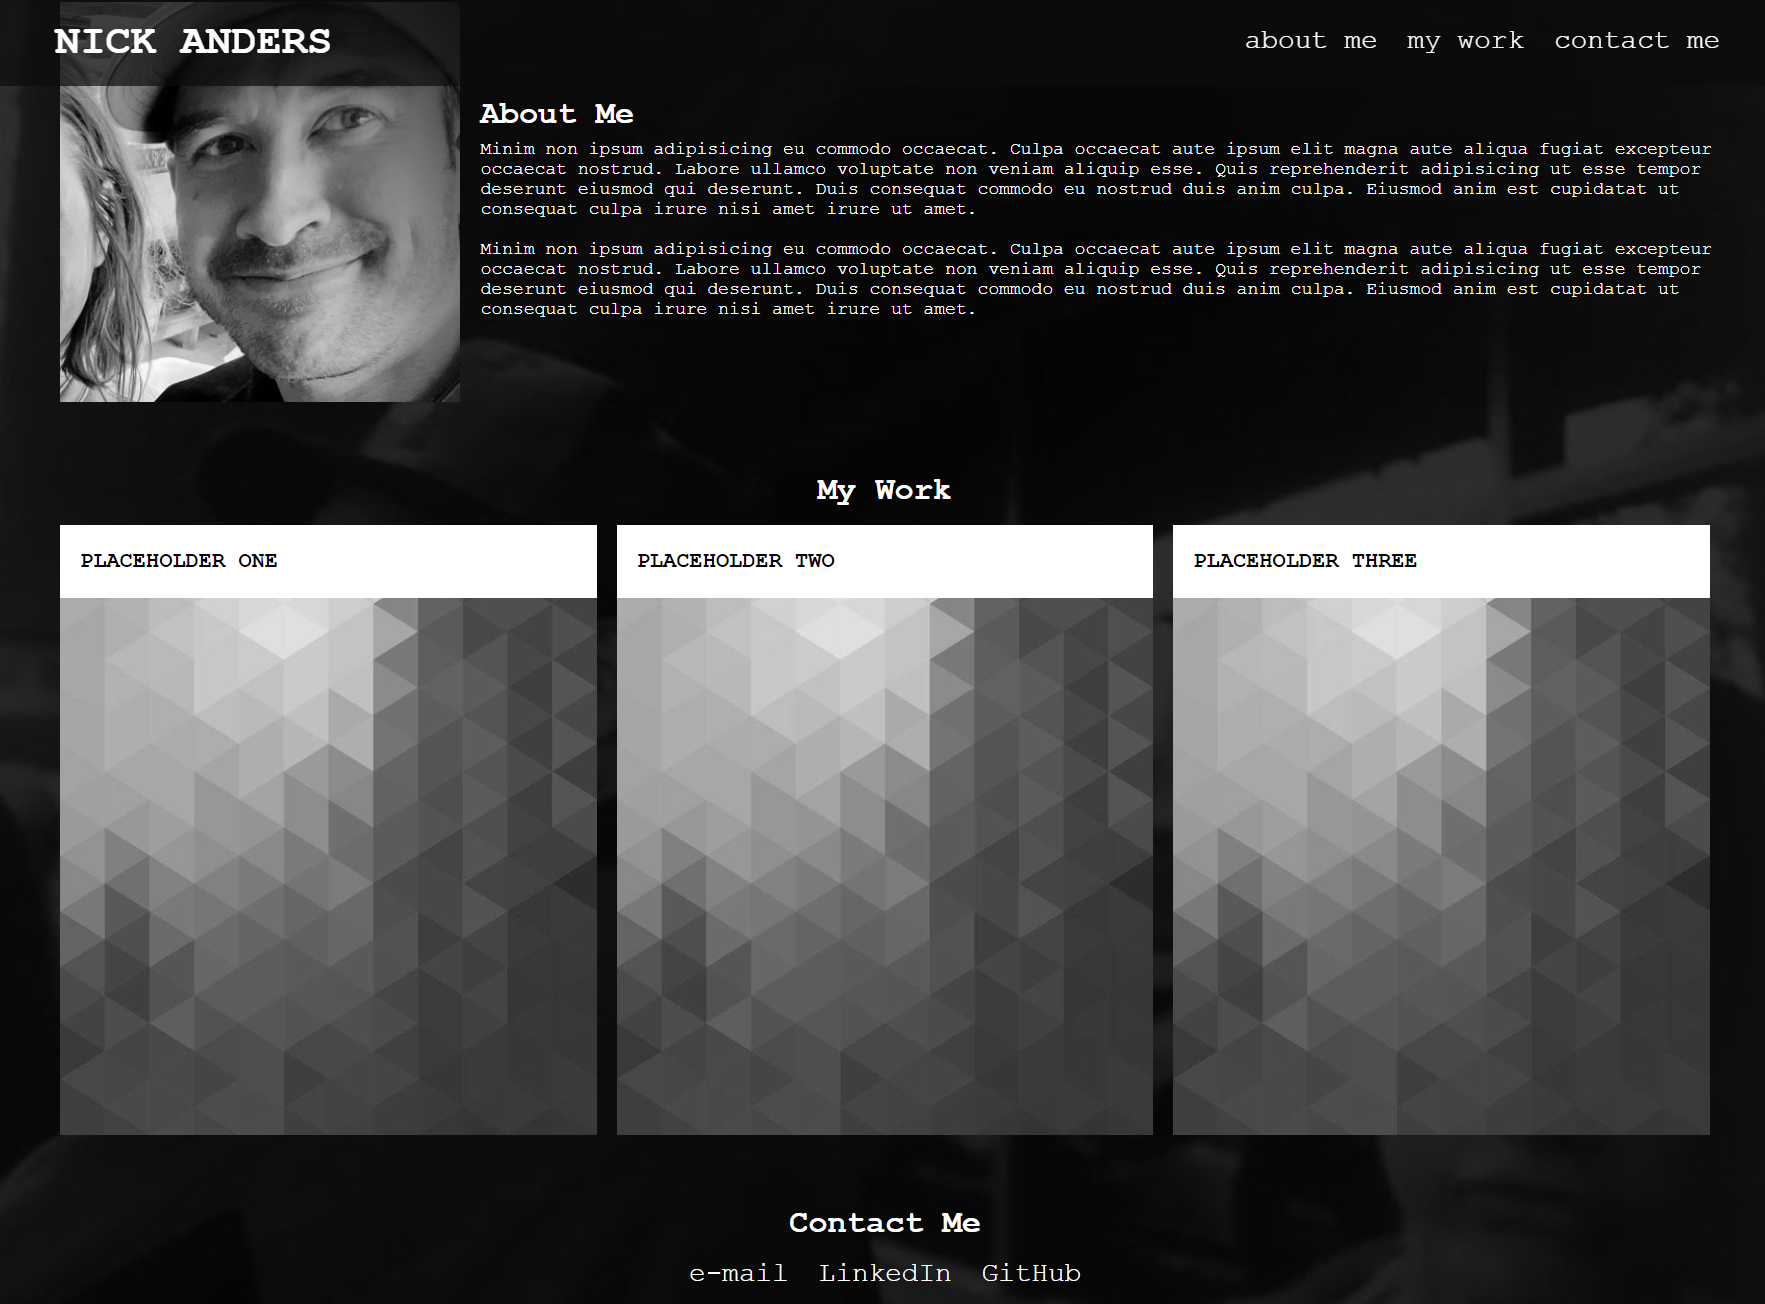 NICK ANDERS
about me my work contact me
About Me
Minim non ipsum adipisicing eu commodo occaecat. Culpa occaecat aute ipsum elit magna aute aliqua fugiat excepteur
occaecat nostrud. Labore ullamco voluptate non veniam aliquip esse. Quis reprehenderit adipisicing ut esse tempor
deserunt eiusmod qui deserunt. Duis consequat commodo eu nostrud duis anim culpa. Eiusmod anim est cupidatat ut
consequat culpa irure nisi amet irure ut amet.
Minim non ipsum adipisicing eu commodo occaecat. Culpa occaecat aute ipsum elit magna aute aliqua fugiat excepteur
occaecat nostrud. Labore ullamco voluptate non veniam aliquip esse. Quis reprehenderit adipisicing ut esse tempor
deserunt eiusmod qui deserunt. Duis consequat commodo eu nostrud duis anim culpa. Eiusmod anim est cupidatat ut
consequat culpa irure nisi amet irure ut amet.
My Work
PLACEHOLDER ONE
PLACEHOLDER TWO
PLACEHOLDER THREE
Contact Me
e-mail LinkedIn GitHub